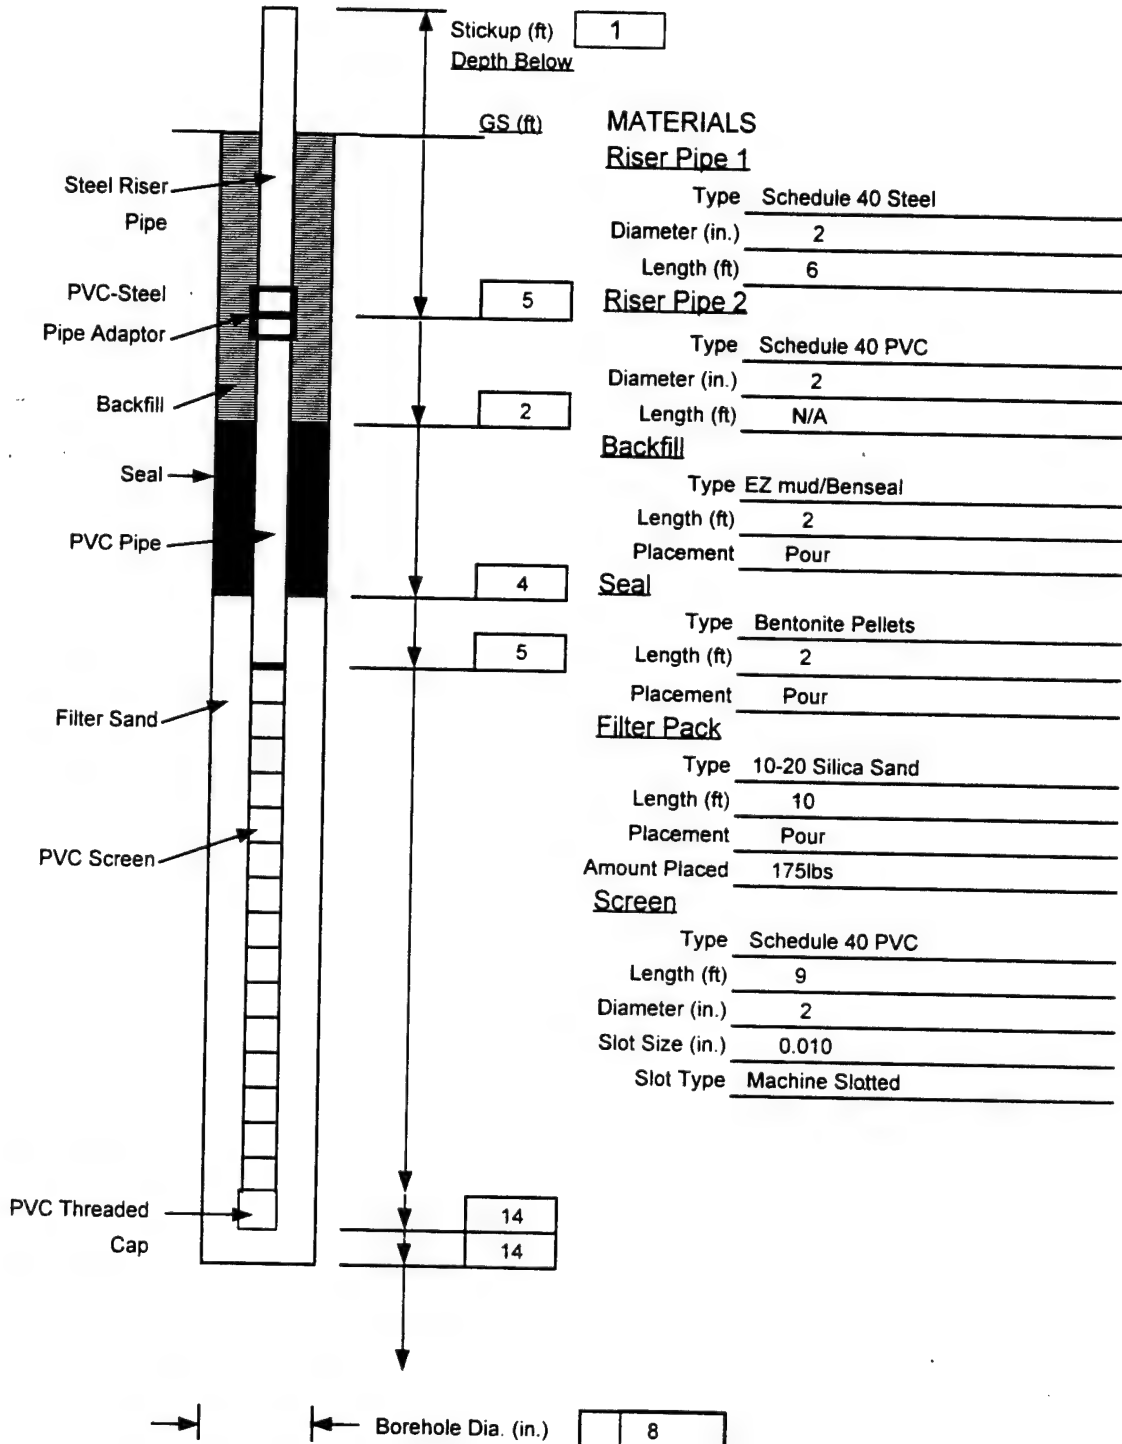 Stickup (ft) 1
Depth Below
GS (ft)
Steel Riser
Pipe
PVC-Steel
Pipe Adaptor
5
Backfill
2
Seal
PVC Pipe
4
5
Filter Sand
PVC Screen
PVC Threaded
Cap
14
14
Borehole Dia. (in.) 8
MATERIALS
Riser Pipe 1
Type Schedule 40 Steel
Diameter (in.) 2
Length (ft) 6
Riser Pipe 2
Type Schedule 40 PVC
Diameter (in.) 2
Length (ft) N/A
Backfill
Type EZ mud/Benseal
Length (ft) 2
Placement Pour
Seal
Type Bentonite Pellets
Length (ft) 2
Placement Pour
Filter Pack
Type 10-20 Silica Sand
Length (ft) 10
Placement Pour
Amount Placed 175lbs
Screen
Type Schedule 40 PVC
Length (ft) 9
Diameter (in.) 2
Slot Size (in.) 0.010
Slot Type Machine Slotted